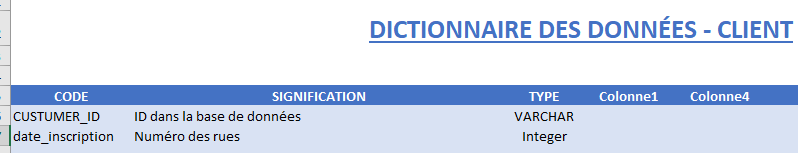 DICTIONNAIRE DES DONNÉES - CLIENT
CODE SIGNIFICATION TYPE Colonne1 Colonne4
CUSTUMER_ID ID dans la base de données VARCHAR
date_inscription Numéro des rues Integer